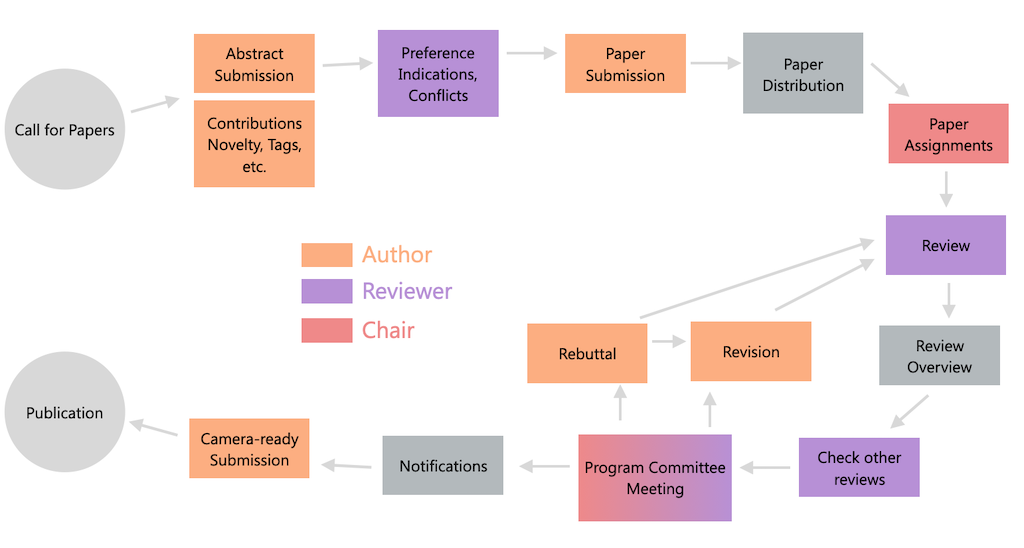 Call for Papers
Abstract
Submission
Contributions
Novelty, Tags,
etc.
Preference
Indications,
Conflicts
Paper
Submission
Paper
Distribution
Paper
Assignments
Review
Review
Overview
Check other
reviews
Program Committee
Meeting
Rebuttal
Revision
Notifications
Camera-ready
Submission
Publication
Author
Reviewer
Chair